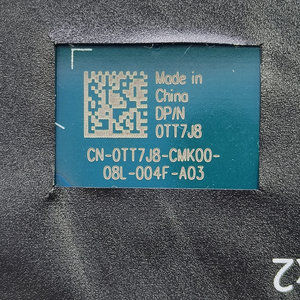 Made in
China
DP/N
0TT7J8
CN-0TT7J8-CMK00-
08L-004F-A03